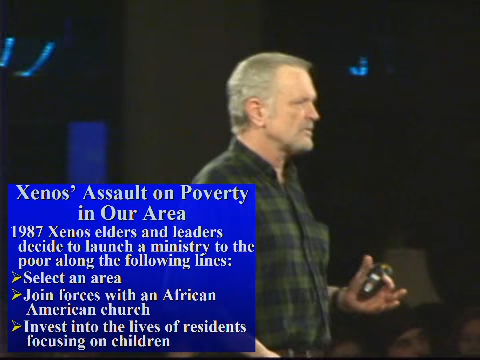 Xenos’ Assault on Poverty
in Our Area
1987 Xenos elders and leaders
decide to launch a ministry to the
poor along the following lines:
➢Select an area
➢Join forces with an African
American church
➢Invest into the lives of residents
focusing on children